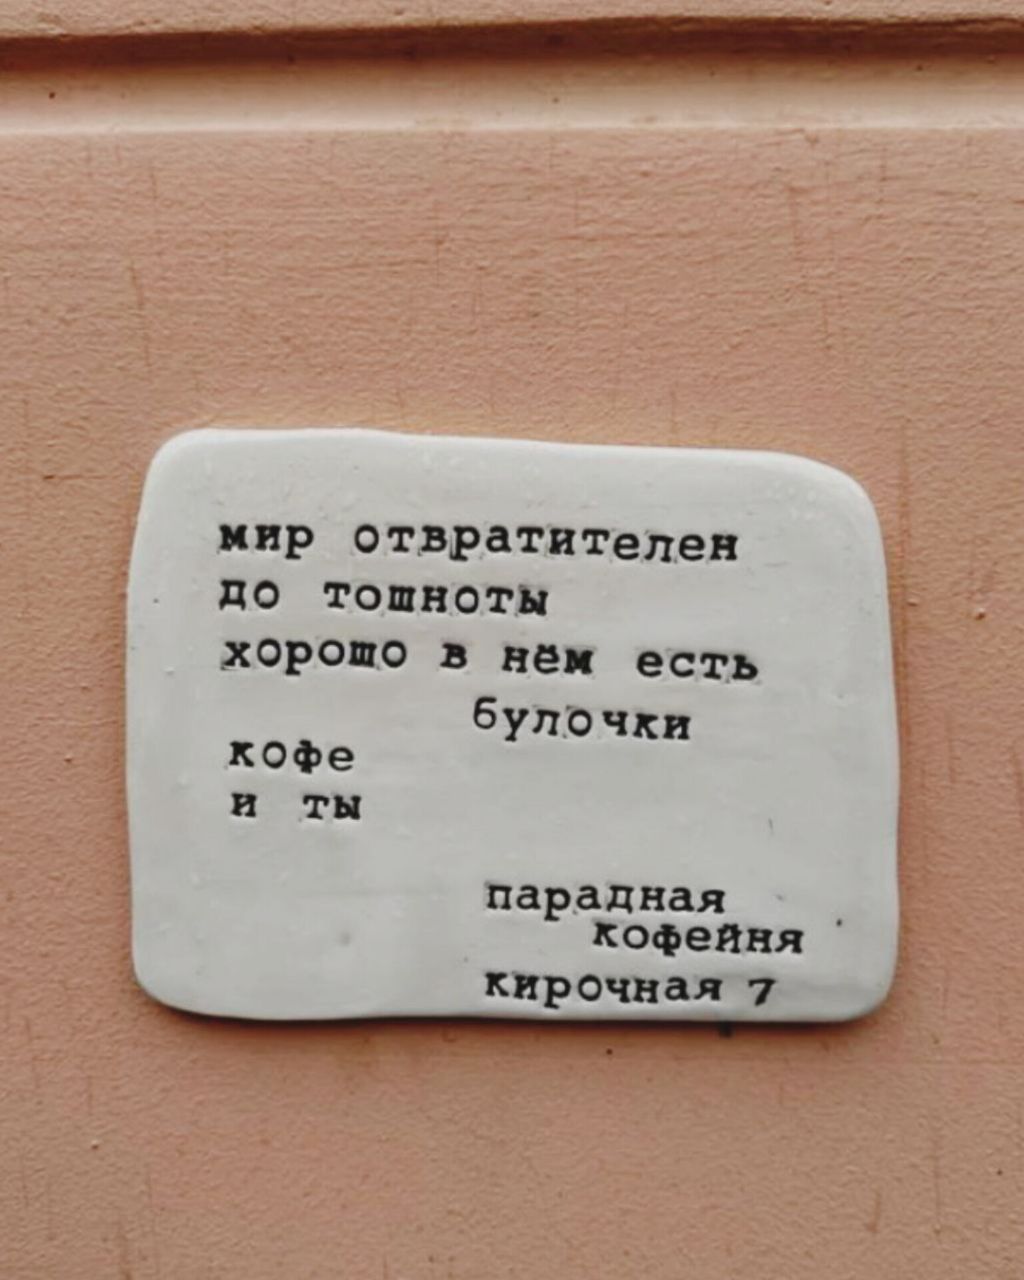 мир отвратителен
до тошноты
хорошо в нём есть
булочки
кофе
и ты
парадная
кофейня
кирочная 7